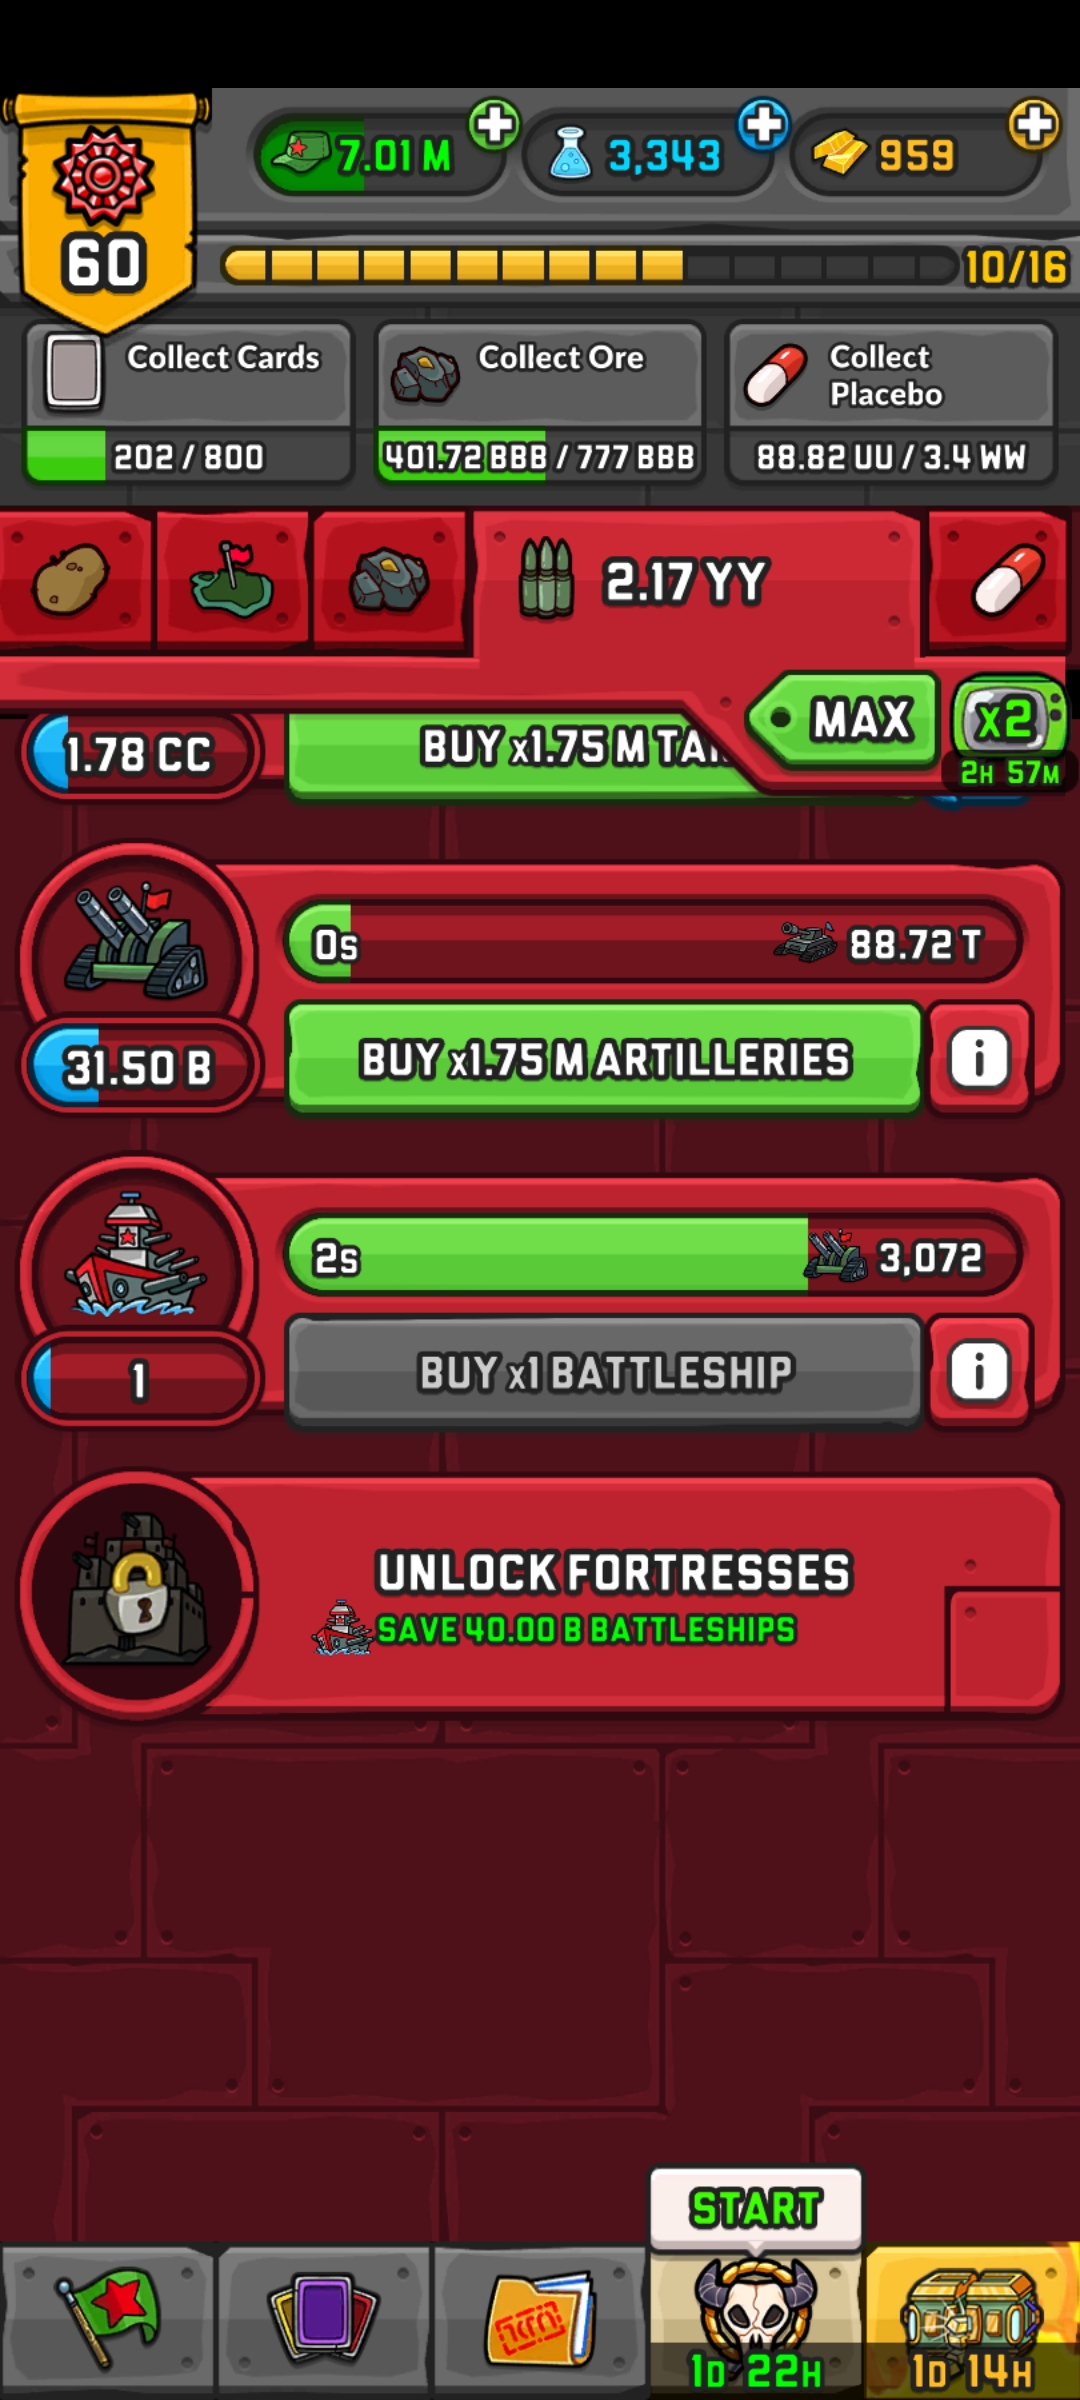 60
7.01 M
3,343
959
10/16
Collect Cards
202 / 800
Collect Ore
401.72 BBB / 777 BBB
Collect
Placebo
88.82 UU / 3.4 WW
2.17 YY
MAX
x2
2H 57M
1.78 CC
BUY x1.75 M TA
0s
88.72 T
31.50 B
BUY x1.75 M ARTILLERIES
i
2s
3,072
1
BUY x1 BATTLESHIP
i
UNLOCK FORTRESSES
SAVE 40.00 B BATTLESHIPS
START
1D 22H
1D 14H